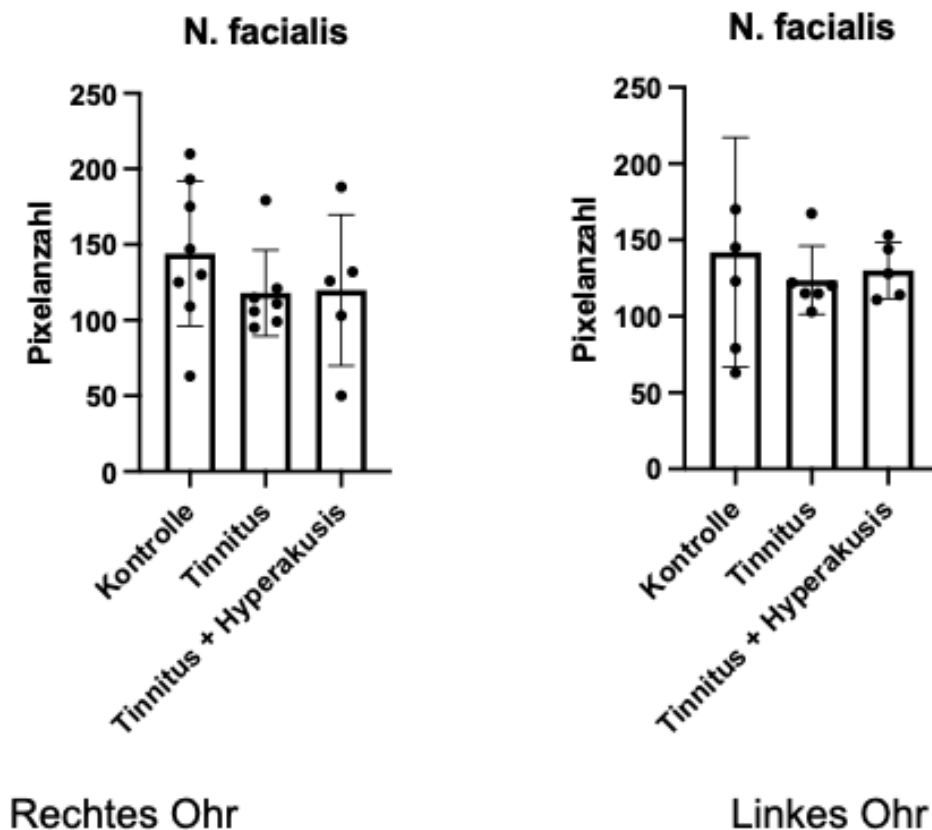 N. facialis
Pixelanzahl
250
200
150
100
50
0
Kontrolle
Tinnitus
Tinnitus + Hyperakusis
Rechtes Ohr
N. facialis
Pixelanzahl
250
200
150
100
50
0
Kontrolle
Tinnitus
Tinnitus + Hyperakusis
Linkes Ohr